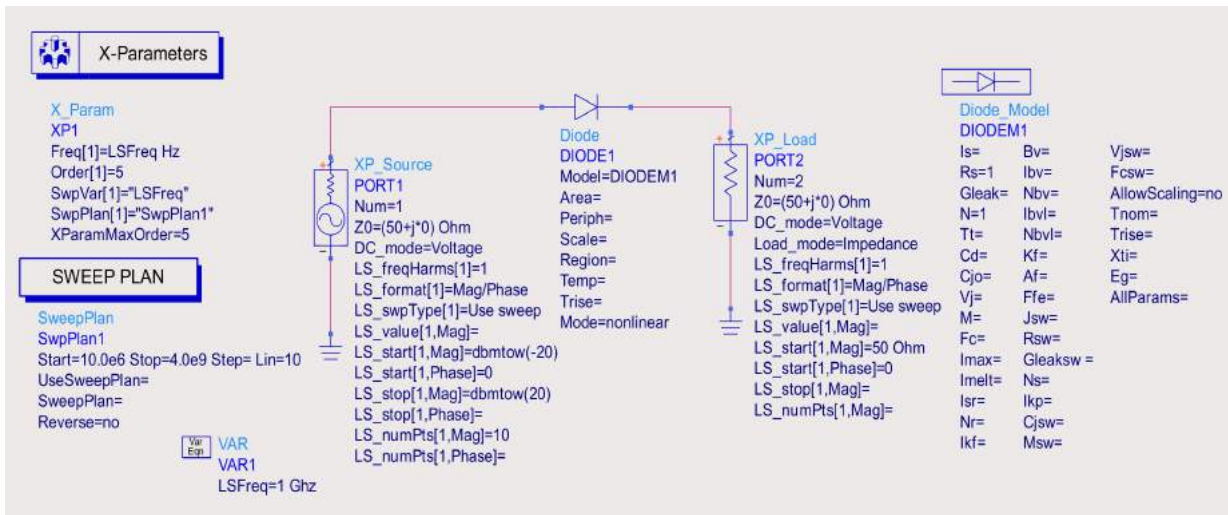 X-Parameters
X_Param
XP1
Freq[1]=LSFreq Hz
Order[1]=5
SwpVar[1]="LSFreq"
SwpPlan[1]="SwpPlan1"
XParamMaxOrder=5
SWEEP PLAN
SweepPlan
SwpPlan1
Start=10.0e6 Stop=4.0e9 Step= Lin=10
UseSweepPlan=
SweepPlan=
Reverse=no
Var
Eqn
VAR
VAR1
LSFreq=1 Ghz
XP_Source
PORT1
Num=1
Z0=(50+j*0) Ohm
DC_mode=Voltage
LS_freqHarms[1]=1
LS_format[1]=Mag/Phase
LS_swpType[1]=Use sweep
LS_value[1,Mag]=
LS_start[1,Mag]=dbmtow(-20)
LS_start[1,Phase]=0
LS_stop[1,Mag]=dbmtow(20)
LS_stop[1,Phase]=
LS_numPts[1,Mag]=10
LS_numPts[1,Phase]=
Diode
DIODE1
Model=DIODEM1
Area=
Periph=
Scale=
Region=
Temp=
Trise=
Mode=nonlinear
XP_Load
PORT2
Num=2
Z0=(50+j*0) Ohm
DC_mode=Voltage
Load_mode=Impedance
LS_freqHarms[1]=1
LS_format[1]=Mag/Phase
LS_swpType[1]=Use sweep
LS_value[1,Mag]=
LS_start[1,Mag]=50 Ohm
LS_start[1,Phase]=0
LS_stop[1,Mag]=
LS_numPts[1,Mag]=
Diode_Model
DIODEM1
Is= Bv= Vjsw=
Rs=1 Ibv= Fcsw=
Gleak= Nbv= AllowScaling=no
N=1 Ibvl= Tnom=
Tt= Nbvl= Trise=
Cd= Kf= Xti=
Cjo= Af= Eg=
Vj= Ffe= AllParams=
M= Jsw=
Fc= Rsw=
Imax= Gleaksw =
Imelt= Ns=
Isr= Ikp=
Nr= Cjsw=
Ikf= Msw=